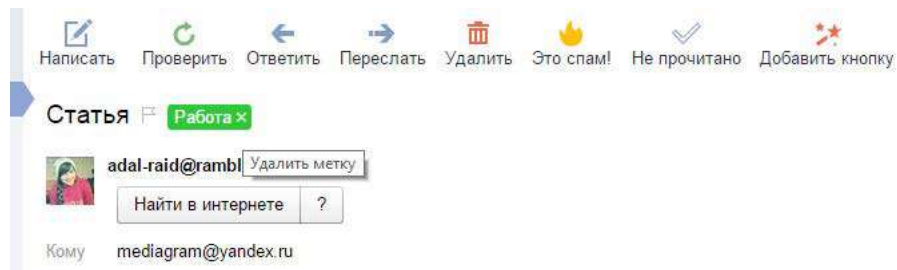 Написать Проверить Ответить Переслать Удалить Это спам! Не прочитано Добавить кнопку
Статья Работа ×
adal-raid@rambl Удалить метку
Найти в интернете ?
Кому mediagram@yandex.ru